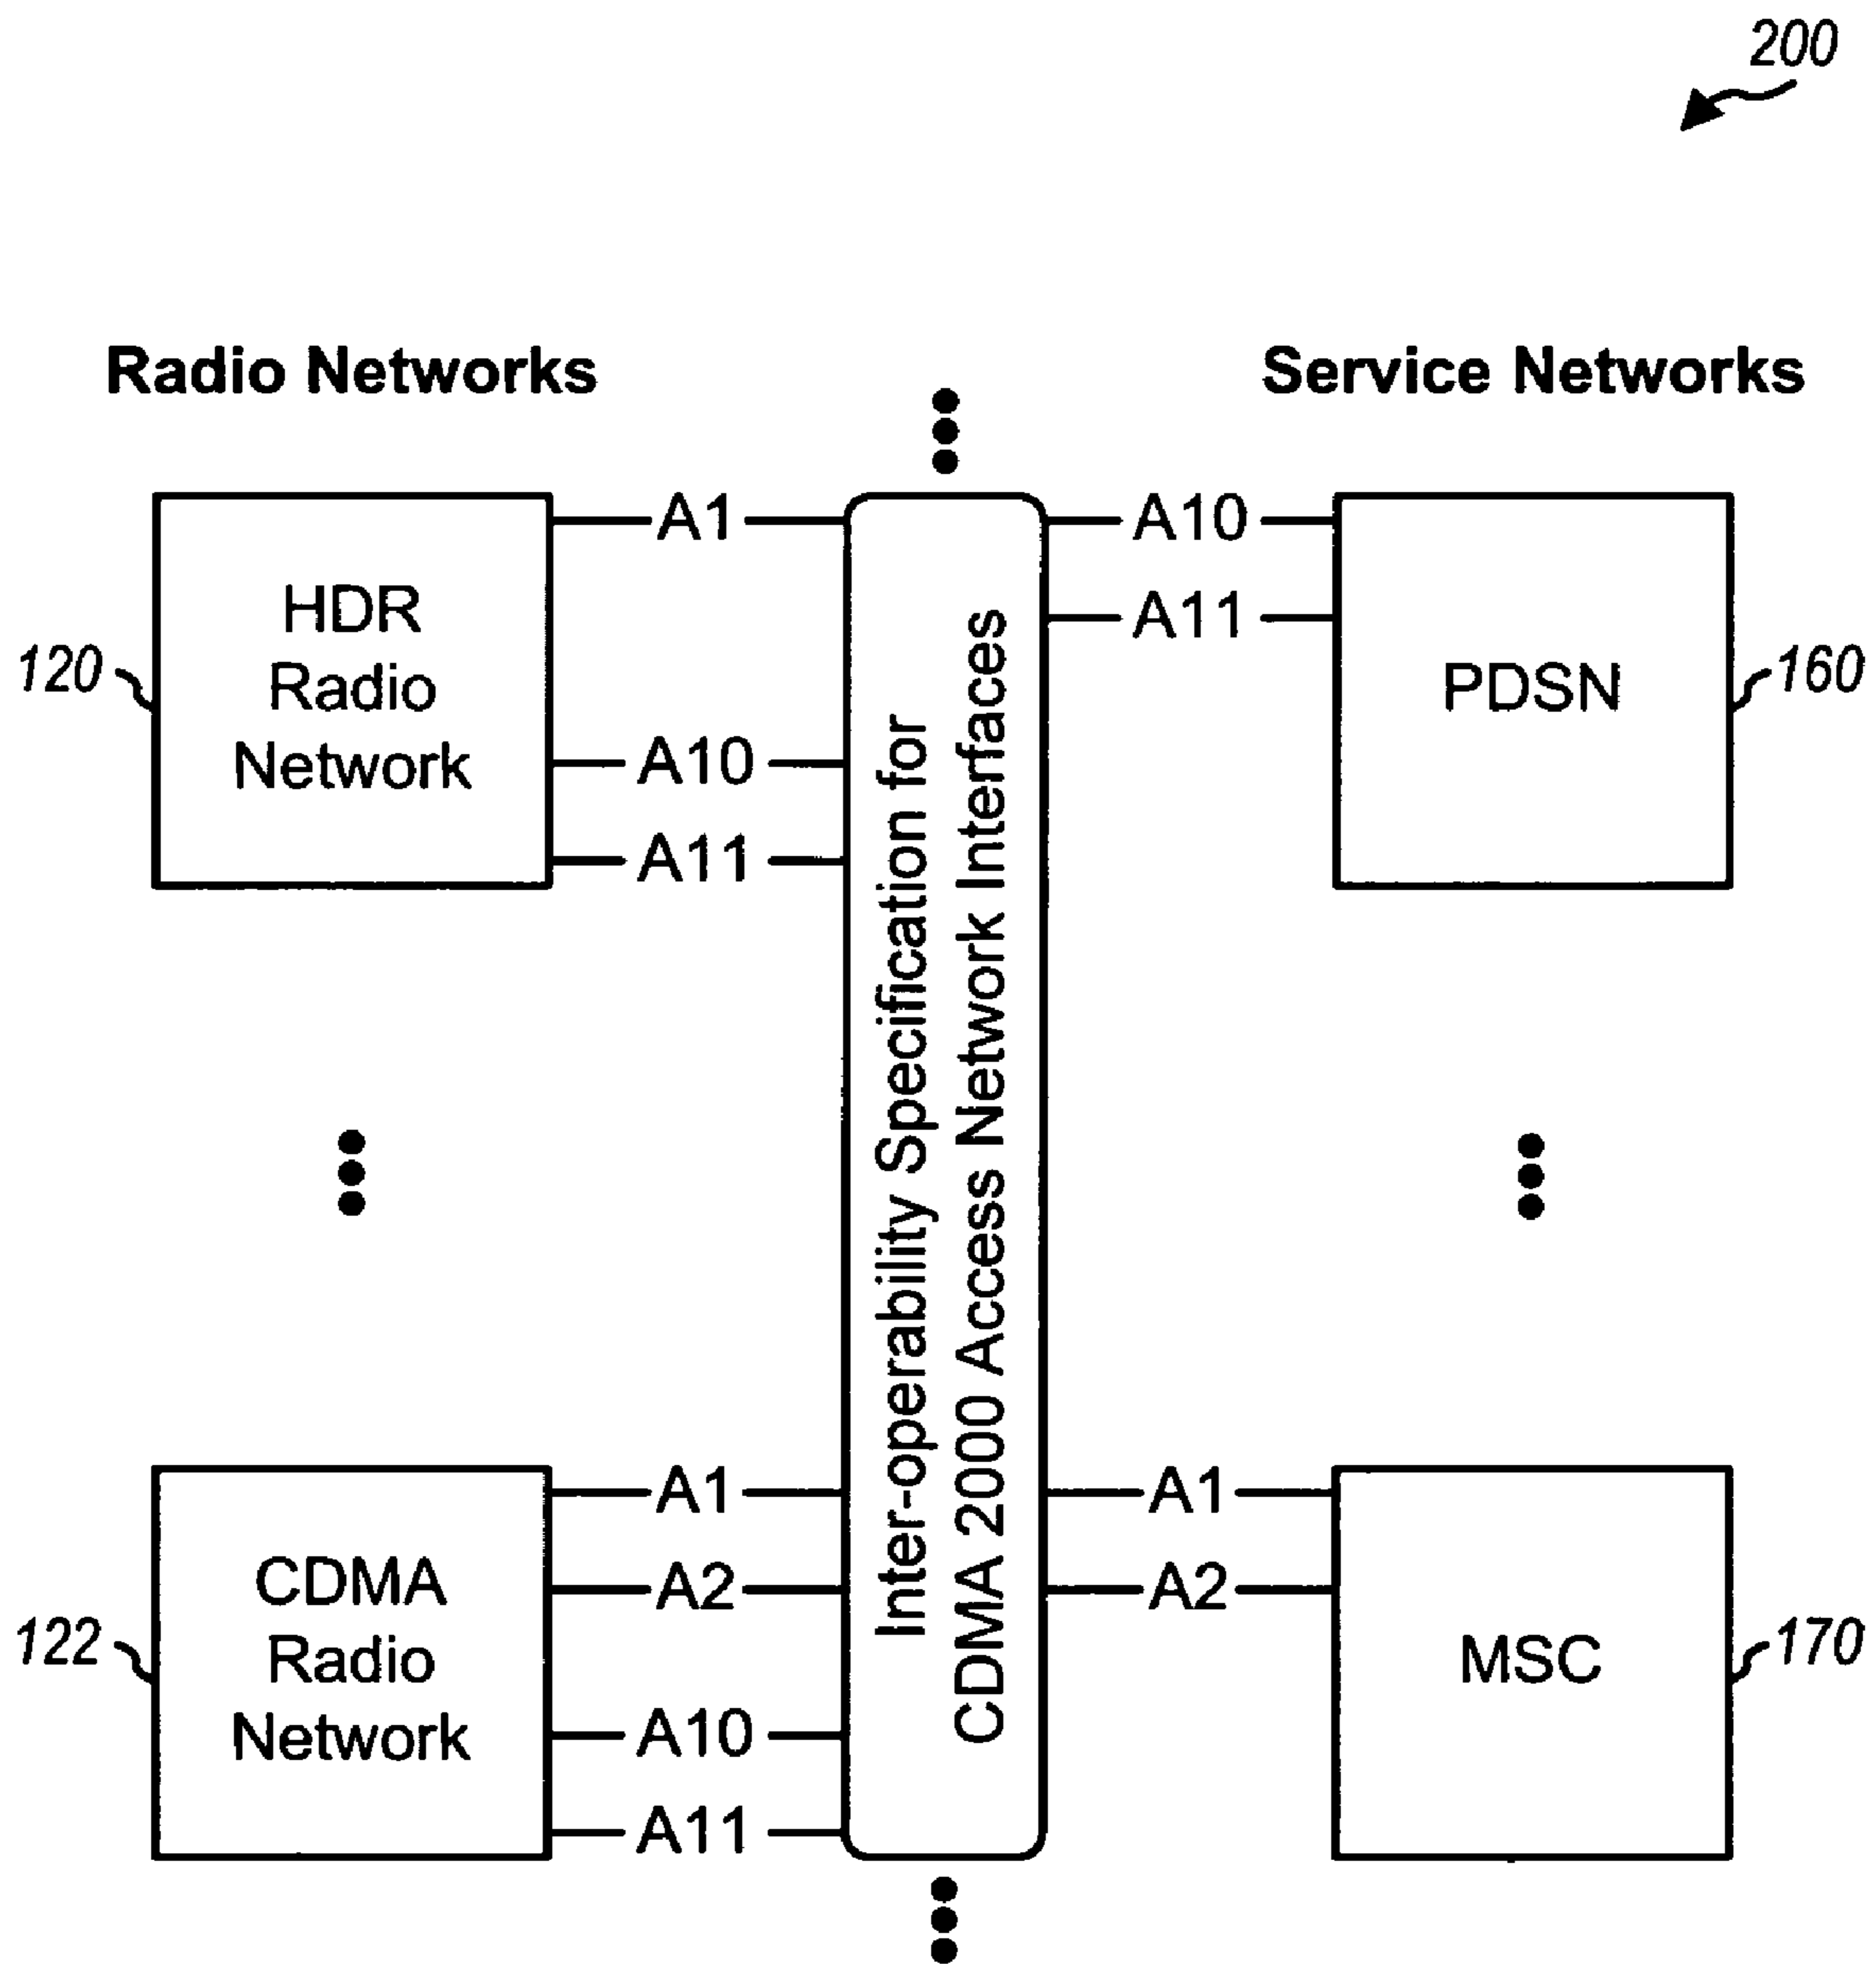 200
Radio Networks
Service Networks
HDR
Radio
Network
120
A1
A10
A11
Inter-operability Specification for
CDMA 2000 Access Network Interfaces
A10
A11
PDSN
160
CDMA
Radio
Network
122
A1
A2
A10
A11
A1
A2
MSC
170